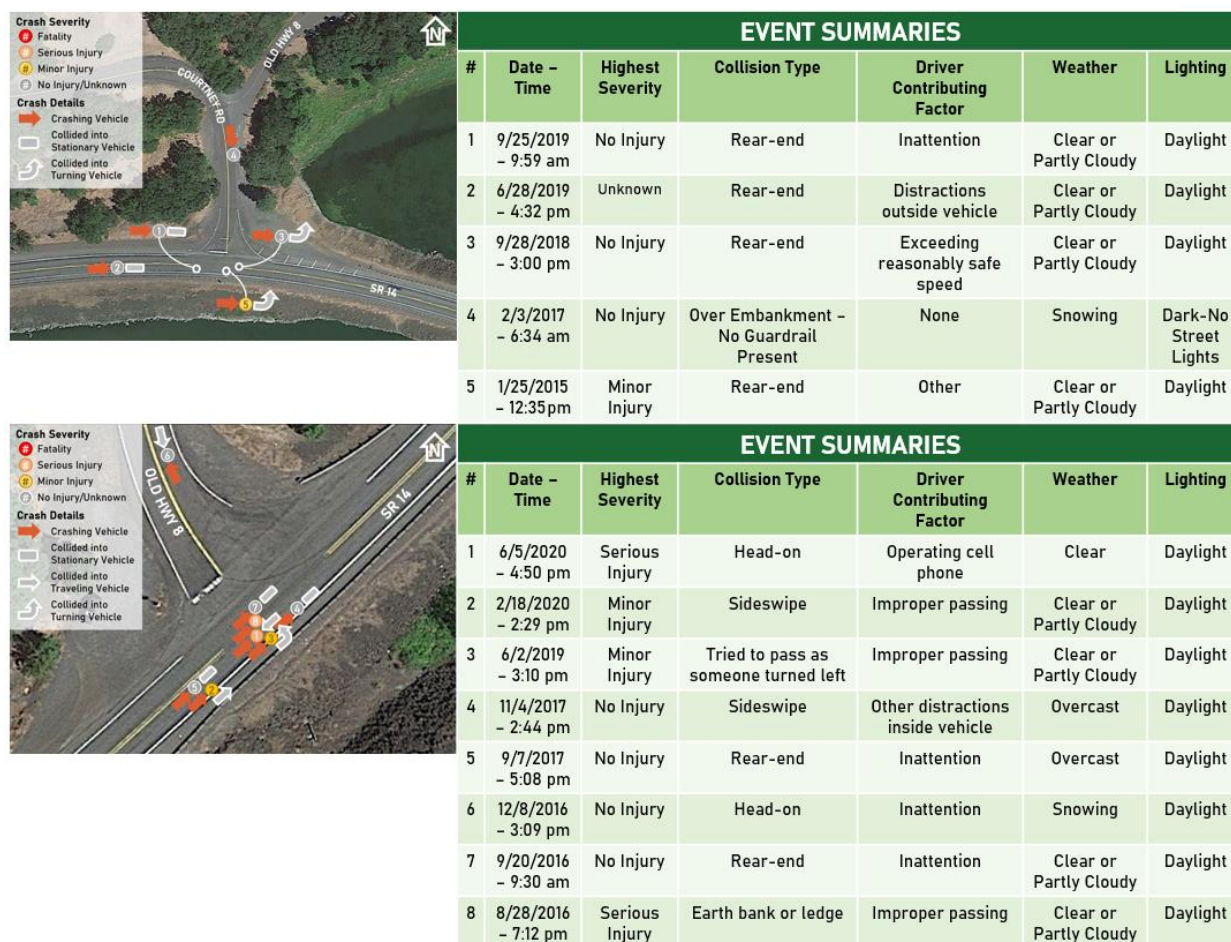 Crash Severity
# Fatality
# Serious Injury
# Minor Injury
# No Injury/Unknown
Crash Details
Crashing Vehicle
Collided into
Stationary Vehicle
Collided into
Turning Vehicle
N
COURTNEY RD
OLD HWY 8
SR 14
4
1
3
2
5
EVENT SUMMARIES
# Date – Time Highest Severity Collision Type Driver Contributing Factor Weather Lighting
1 9/25/2019 – 9:59 am No Injury Rear-end Inattention Clear or Partly Cloudy Daylight
2 6/28/2019 – 4:32 pm Unknown Rear-end Distractions outside vehicle Clear or Partly Cloudy Daylight
3 9/28/2018 – 3:00 pm No Injury Rear-end Exceeding reasonably safe speed Clear or Partly Cloudy Daylight
4 2/3/2017 – 6:34 am No Injury Over Embankment – No Guardrail Present None Snowing Dark-No Street Lights
5 1/25/2015 – 12:35pm Minor Injury Rear-end Other Clear or Partly Cloudy Daylight
Crash Severity
# Fatality
# Serious Injury
# Minor Injury
# No Injury/Unknown
Crash Details
Crashing Vehicle
Collided into
Stationary Vehicle
Collided into
Traveling Vehicle
Collided into
Turning Vehicle
N
6
OLD HWY 8
SR 14
7
4
8
1
3
5
2
EVENT SUMMARIES
# Date – Time Highest Severity Collision Type Driver Contributing Factor Weather Lighting
1 6/5/2020 – 4:50 pm Serious Injury Head-on Operating cell phone Clear Daylight
2 2/18/2020 – 2:29 pm Minor Injury Sideswipe Improper passing Clear or Partly Cloudy Daylight
3 6/2/2019 – 3:10 pm Minor Injury Tried to pass as someone turned left Improper passing Clear or Partly Cloudy Daylight
4 11/4/2017 – 2:44 pm No Injury Sideswipe Other distractions inside vehicle Overcast Daylight
5 9/7/2017 – 5:08 pm No Injury Rear-end Inattention Overcast Daylight
6 12/8/2016 – 3:09 pm No Injury Head-on Inattention Snowing Daylight
7 9/20/2016 – 9:30 am No Injury Rear-end Inattention Clear or Partly Cloudy Daylight
8 8/28/2016 – 7:12 pm Serious Injury Earth bank or ledge Improper passing Clear or Partly Cloudy Daylight